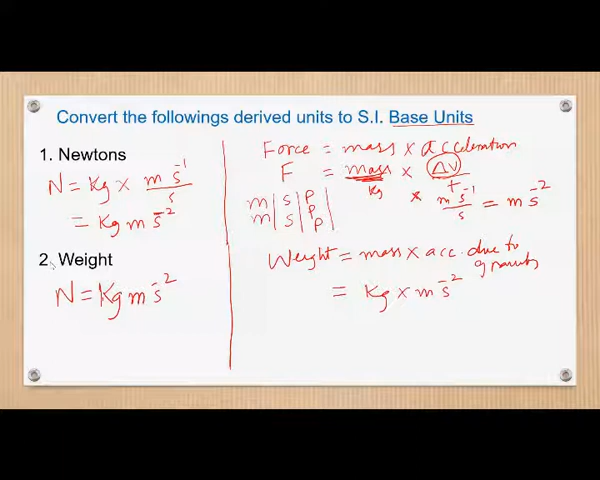 Convert the followings derived units to S.I. Base Units
1. Newtons
N = Kg × m s⁻¹/s
= Kg m s⁻²
2. Weight
N = Kg m s⁻²
Force = mass × acceleration
F = mass × Δv/t
kg × m s⁻¹/s = m s⁻²
m | s | p |
m | s | p
p
Weight = mass × acc. due to
gravity
= Kg × m s⁻²